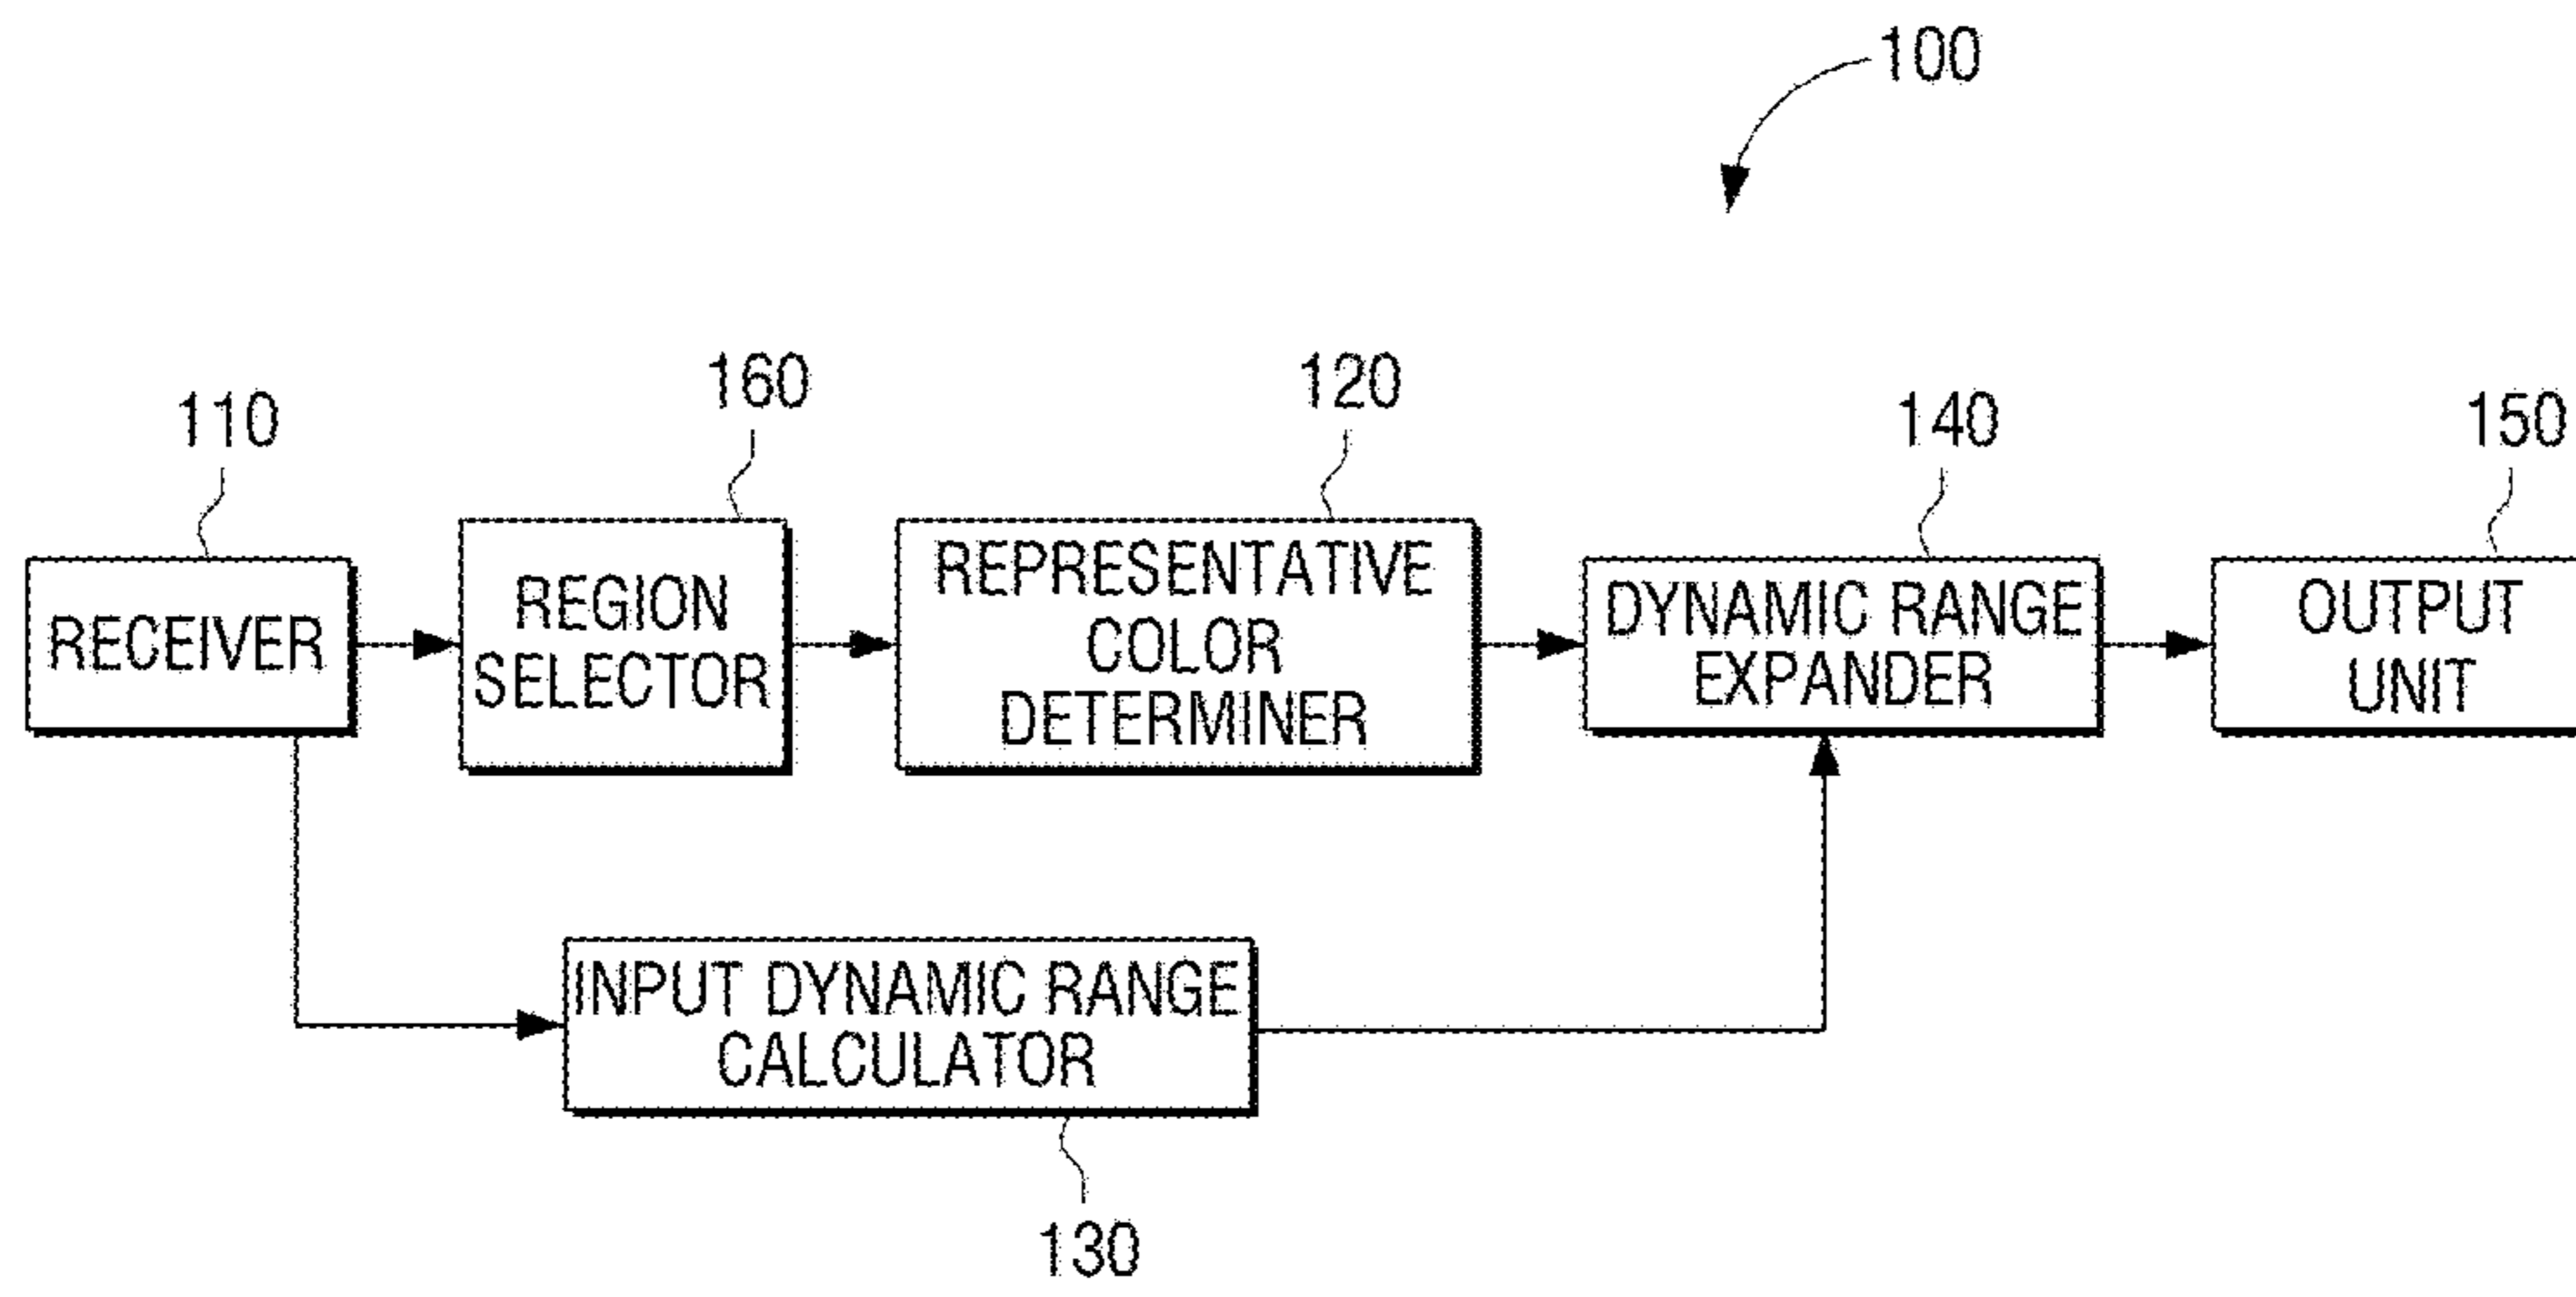 100
110
160
120
140
150
RECEIVER
REGION
SELECTOR
REPRESENTATIVE
COLOR
DETERMINER
DYNAMIC RANGE
EXPANDER
OUTPUT
UNIT
INPUT DYNAMIC RANGE
CALCULATOR
130